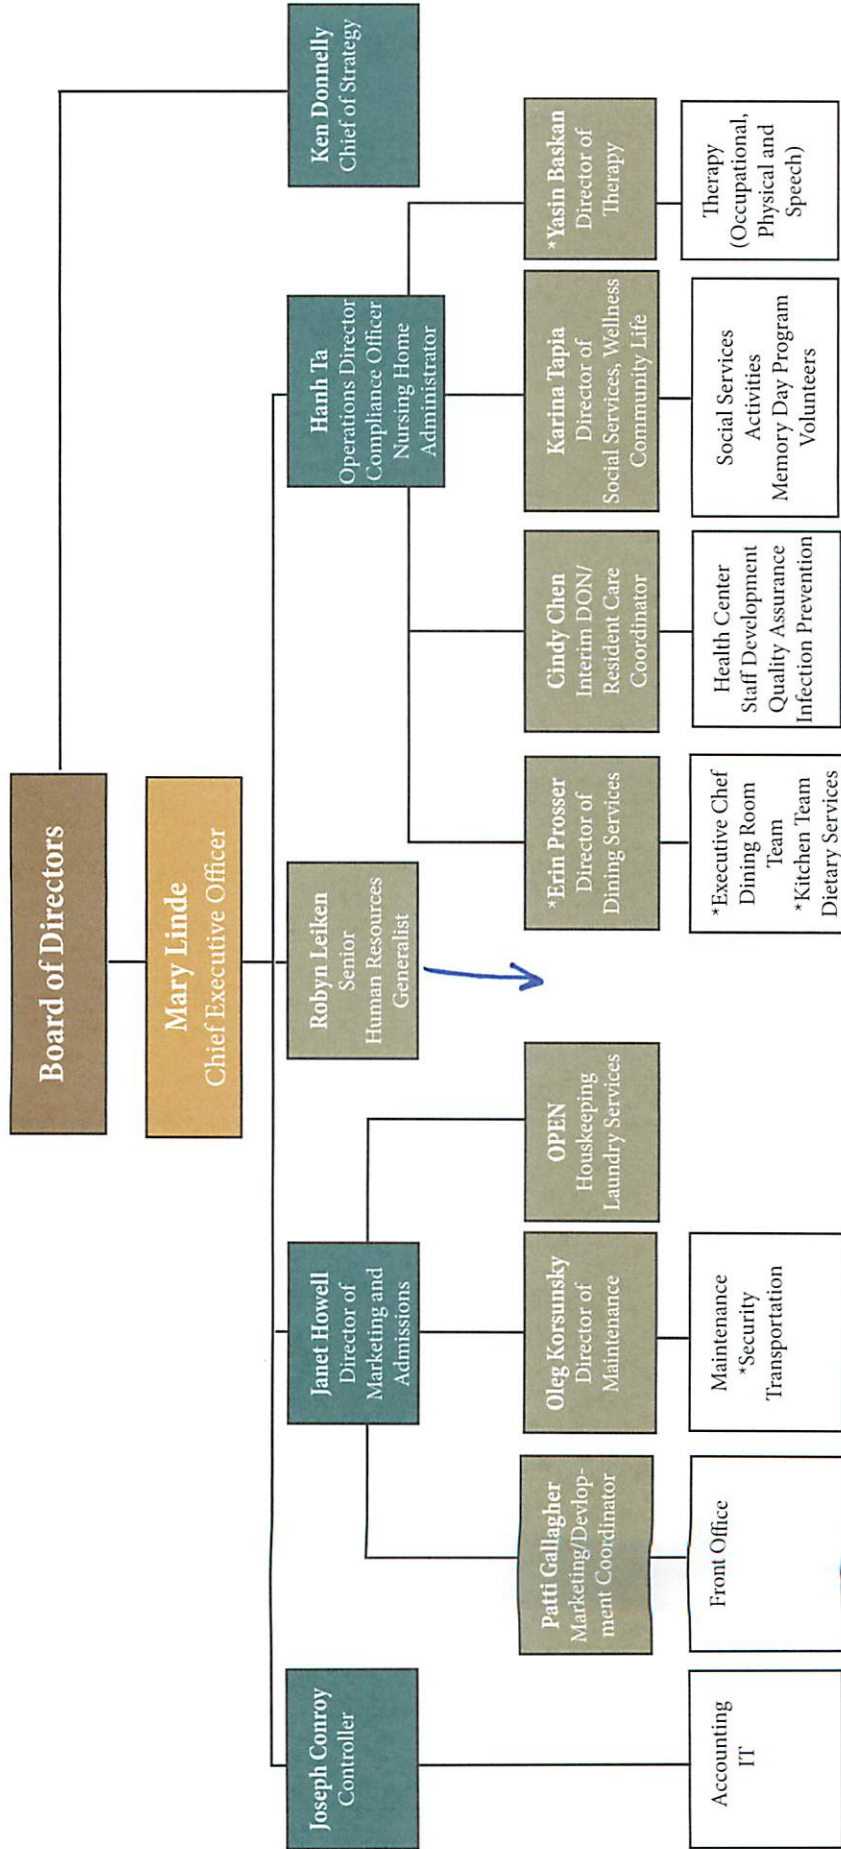 Board of Directors
Mary Linde
Chief Executive Officer
Joseph Conroy
Controller
Janet Howell
Director of
Marketing and
Admissions
Robyn Leiken
Senior
Human Resources
Generalist
Hanh Ta
Operations Director
Compliance Officer
Nursing Home
Administrator
Ken Donnelly
Chief of Strategy
Patti Gallagher
Marketing/Devlop-
ment Coordinator
Oleg Korsunsky
Director of
Maintenance
OPEN
Houskeeping
Laundry Services
*Erin Prosser
Director of
Dining Services
Cindy Chen
Interim DON/
Resident Care
Coordinator
Karina Tapia
Director of
Social Services, Wellness
Community Life
*Yasin Baskan
Director of
Therapy
Accounting
IT
Front Office
Maintenance
*Security
Transportation
*Executive Chef
Dining Room
Team
*Kitchen Team
Dietary Services
Health Center
Staff Development
Quality Assurance
Infection Prevention
Social Services
Activities
Memory Day Program
Volunteers
Therapy
(Occupational,
Physical and
Speech)